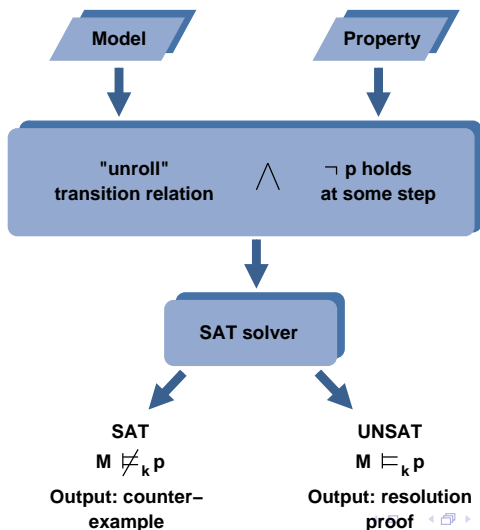 Model Property
"unroll" ∧ ¬ p holds
transition relation at some step
SAT solver
SAT UNSAT
M ⊭ₖ p M ⊨ₖ p
Output: counter– Output: resolution
example proof